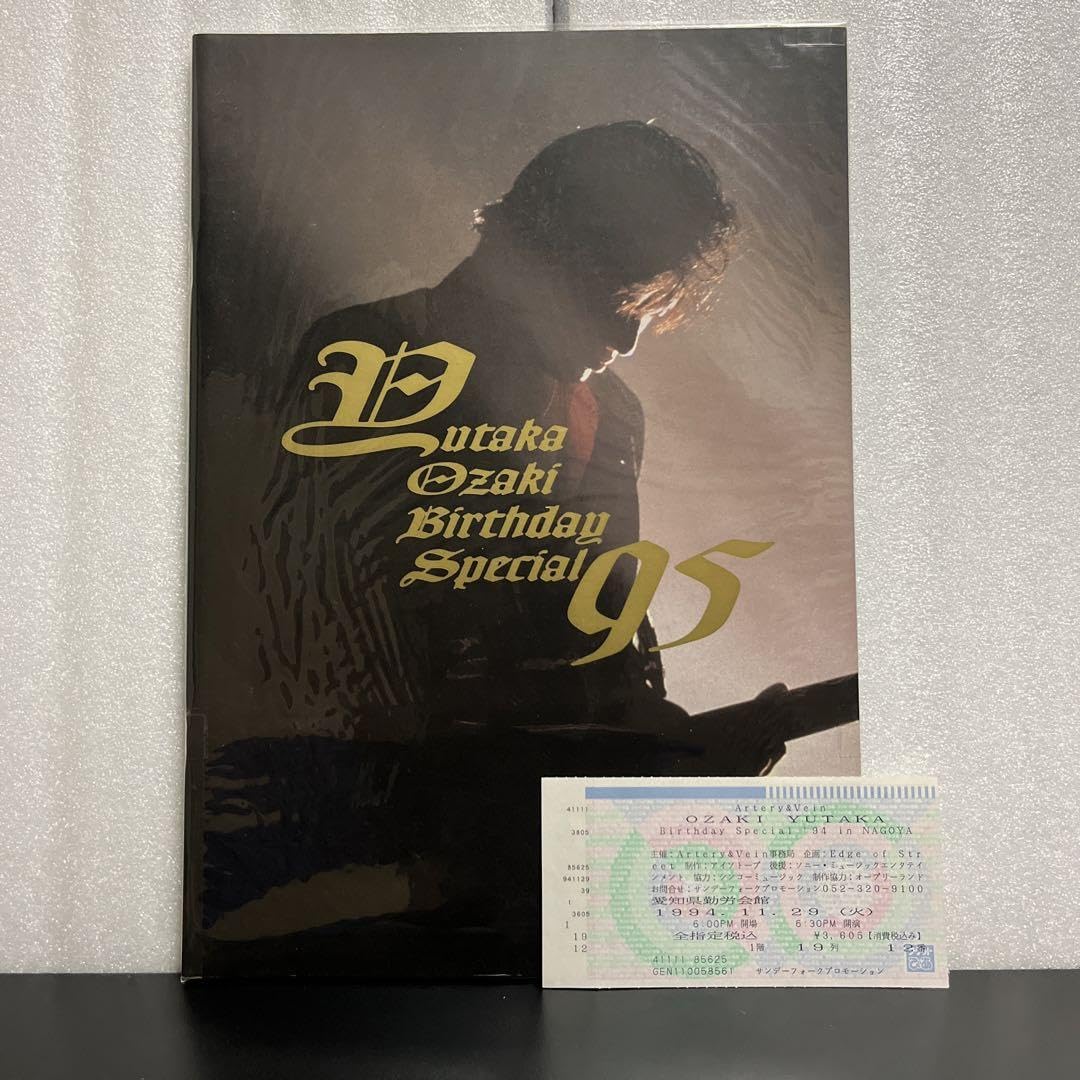 Yutaka
Ozaki
Birthday
Special 95
41111
3605
85625
941129
39
1
3605
1
19
12
Artery&Vein
OZAKI YUTAKA
Birthday Special '94 in NAGOYA
主催:Artery&Vein事務局 企画:Edge of Str
eet 制作:アイソトープ 後援:ソニー・ミュージックエンタテイ
ンメント 協力:シンコーミュージック 制作協力:オープリーランド
お問合せ:サンデーフォークプロモーション052-320-9100
愛知県勤労会館
1994. 11. 29 (火)
6:00PM 開場 6:30PM 開演
全指定税込 ¥3,605【消費税込み】
1階 19列 12番
41111 85625
GEN110058561 サンデーフォークプロモーション